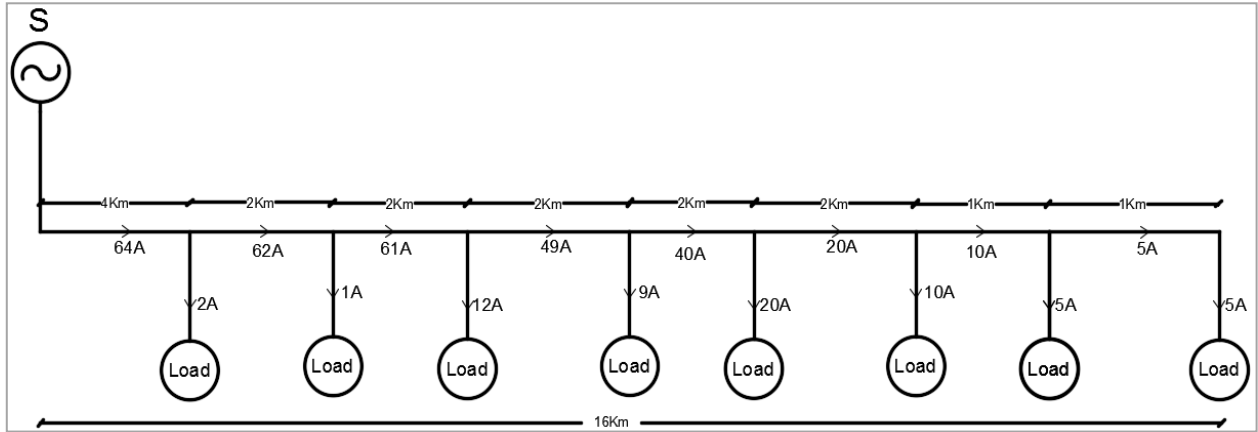 S
4Km 2Km 2Km 2Km 2Km 2Km 1Km 1Km
64A 62A 61A 49A 40A 20A 10A 5A
2A 1A 12A 9A 20A 10A 5A 5A
Load Load Load Load Load Load Load Load
16Km